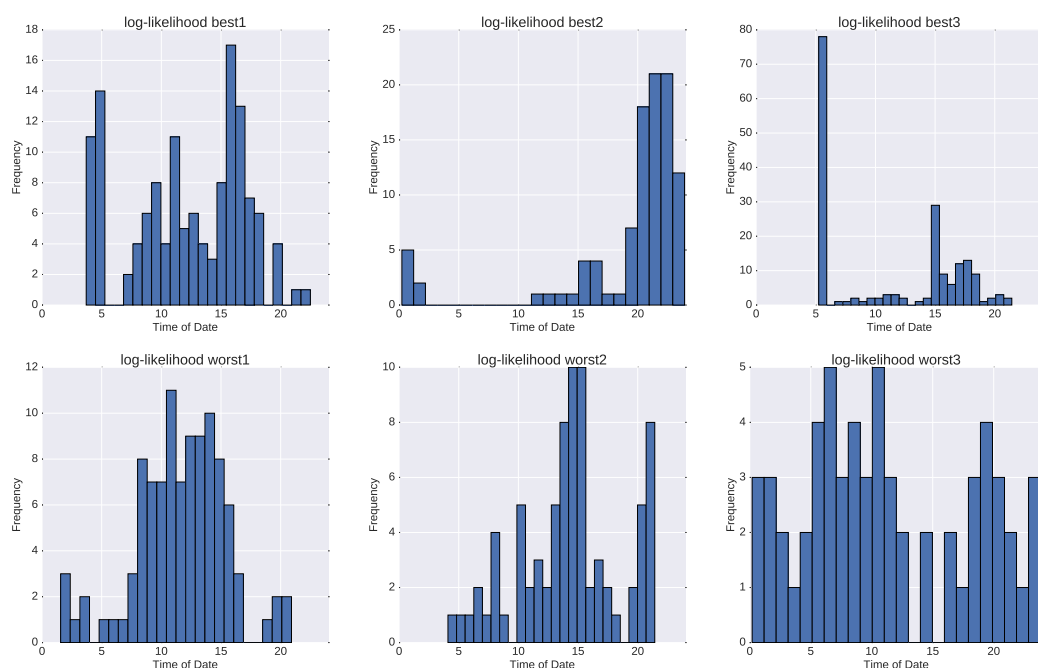 log-likelihood best1
18
16
14
12
10
8
6
4
2
0
Frequency
0 5 10 15 20
Time of Date
log-likelihood best2
25
20
15
10
5
0
Frequency
0 5 10 15 20
Time of Date
log-likelihood best3
80
70
60
50
40
30
20
10
0
Frequency
0 5 10 15 20
Time of Date
log-likelihood worst1
12
10
8
6
4
2
0
Frequency
0 5 10 15 20
Time of Date
log-likelihood worst2
10
8
6
4
2
0
Frequency
0 5 10 15 20
Time of Date
log-likelihood worst3
5
4
3
2
1
0
Frequency
0 5 10 15 20
Time of Date